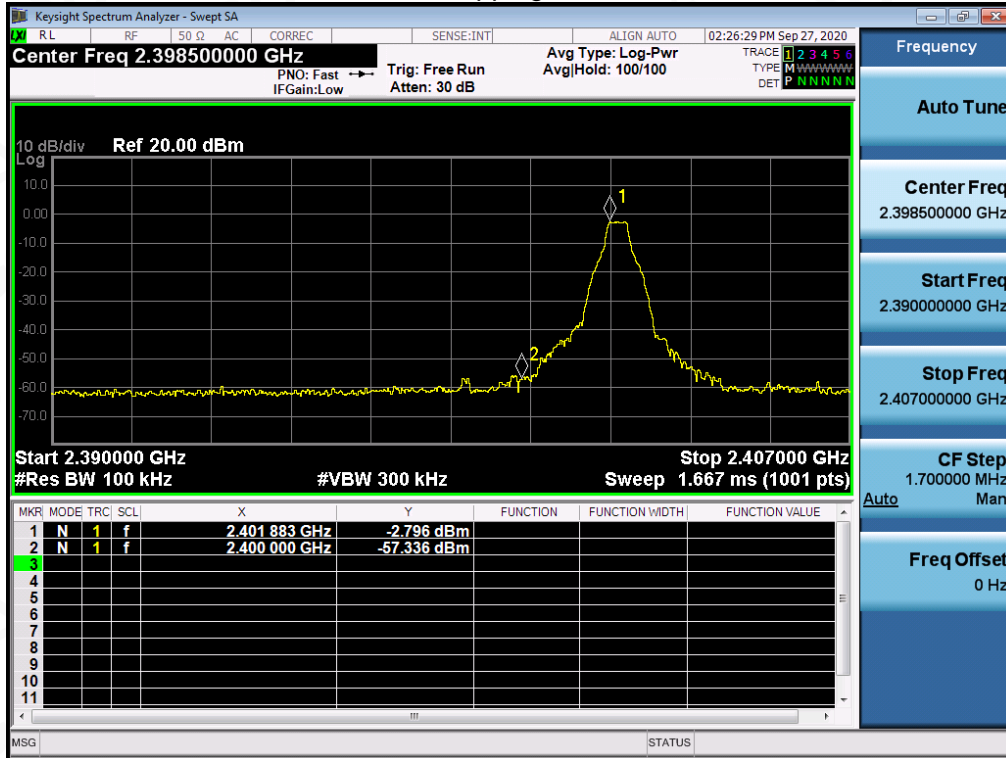 Keysight Spectrum Analyzer - Swept SA
LXI RL RF 50 Ω AC CORREC SENSE:INT ALIGN AUTO 02:26:29 PM Sep 27, 2020
Center Freq 2.398500000 GHz
PNO: Fast
IFGain:Low
Trig: Free Run
Atten: 30 dB
Avg Type: Log-Pwr
Avg|Hold: 100/100
TRACE 1 2 3 4 5 6
TYPE M WWWWW
DET P N N N N N
10 dB/div Ref 20.00 dBm
Log
10.0
0.00
-10.0
-20.0
-30.0
-40.0
-50.0
-60.0
-70.0
1
2
Start 2.390000 GHz Stop 2.407000 GHz
#Res BW 100 kHz #VBW 300 kHz Sweep 1.667 ms (1001 pts)
MKR MODE TRC SCL X Y FUNCTION FUNCTION WIDTH FUNCTION VALUE
1 N 1 f 2.401 883 GHz -2.796 dBm
2 N 1 f 2.400 000 GHz -57.336 dBm
3
4
5
6
7
8
9
10
11
MSG STATUS
Frequency
Auto Tune
Center Freq
2.398500000 GHz
Start Freq
2.390000000 GHz
Stop Freq
2.407000000 GHz
CF Step
1.700000 MHz
Auto Man
Freq Offset
0 Hz